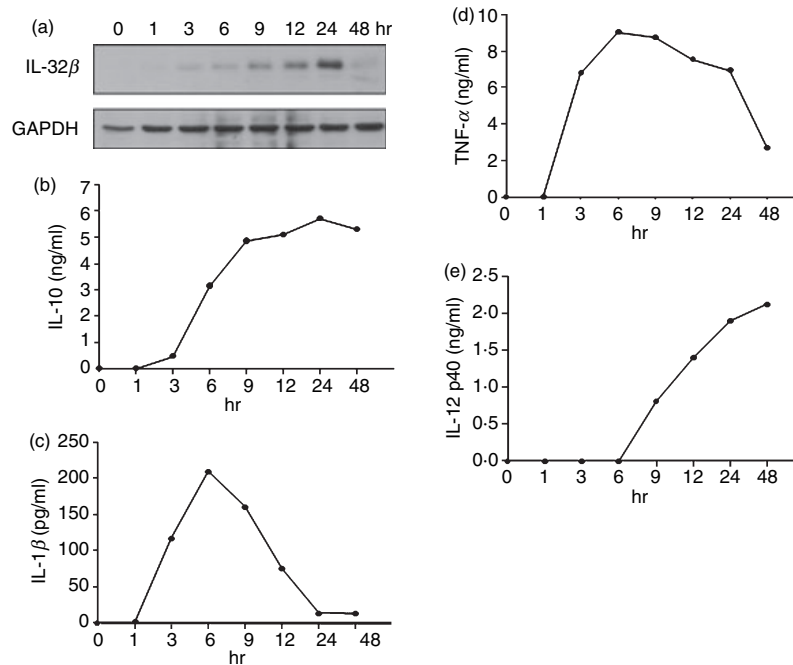 (a) 0 1 3 6 9 12 24 48 hr
IL-32β
GAPDH
(b)
7
6
5
4
3
2
1
0
IL-10 (ng/ml)
0 1 3 6 9 12 24 48
hr
(c)
250
200
150
100
50
0
IL-1β (pg/ml)
0 1 3 6 9 12 24 48
hr
(d)
10
8
6
4
2
0
TNF-α (ng/ml)
0 1 3 6 9 12 24 48
hr
(e)
2·5
2·0
1·5
1·0
0·5
0·0
IL-12 p40 (ng/ml)
0 1 3 6 9 12 24 48
hr